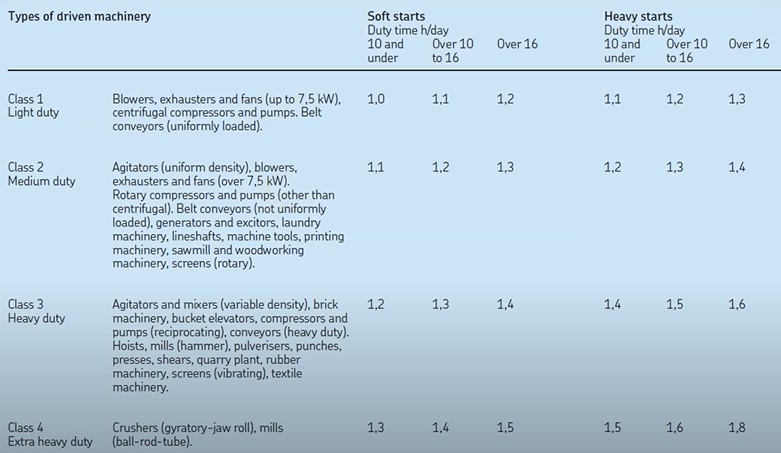 Types of driven machinery Soft starts Heavy starts
Duty time h/day Duty time h/day
10 and under Over 10 to 16 Over 16 10 and under Over 10 to 16 Over 16
Class 1 Blowers, exhausters and fans (up to 7,5 kW), 1,0 1,1 1,2 1,1 1,2 1,3
Light duty centrifugal compressors and pumps. Belt
conveyors (uniformly loaded).
Class 2 Agitators (uniform density), blowers, 1,1 1,2 1,3 1,2 1,3 1,4
Medium duty exhausters and fans (over 7,5 kW).
Rotary compressors and pumps (other than
centrifugal). Belt conveyors (not uniformly
loaded), generators and excitors, laundry
machinery, lineshafts, machine tools, printing
machinery, sawmill and woodworking
machinery, screens (rotary).
Class 3 Agitators and mixers (variable density), brick 1,2 1,3 1,4 1,4 1,5 1,6
Heavy duty machinery, bucket elevators, compressors and
pumps (reciprocating), conveyors (heavy duty).
Hoists, mills (hammer), pulverisers, punches,
presses, shears, quarry plant, rubber
machinery, screens (vibrating), textile
machinery.
Class 4 Crushers (gyratory-jaw roll), mills 1,3 1,4 1,5 1,5 1,6 1,8
Extra heavy duty (ball-rod-tube).